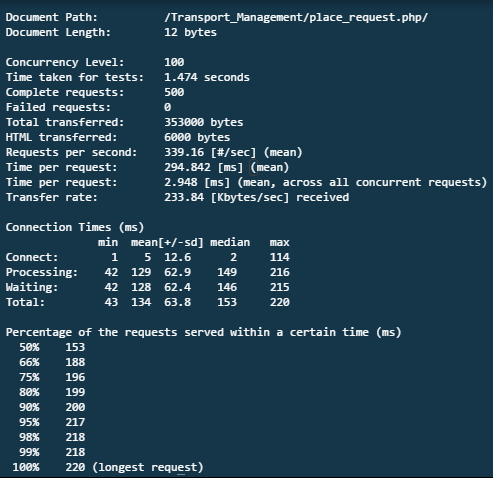 Document Path:          /Transport_Management/place_request.php/
Document Length:        12 bytes

Concurrency Level:      100
Time taken for tests:   1.474 seconds
Complete requests:      500
Failed requests:        0
Total transferred:      353000 bytes
HTML transferred:       6000 bytes
Requests per second:    339.16 [#/sec] (mean)
Time per request:       294.842 [ms] (mean)
Time per request:       2.948 [ms] (mean, across all concurrent requests)
Transfer rate:          233.84 [Kbytes/sec] received

Connection Times (ms)
              min  mean[+/-sd] median   max
Connect:        1    5  12.6      2     114
Processing:    42  129  62.9    149     216
Waiting:       42  128  62.4    146     215
Total:         43  134  63.8    153     220

Percentage of the requests served within a certain time (ms)
  50%    153
  66%    188
  75%    196
  80%    199
  90%    200
  95%    217
  98%    218
  99%    218
 100%    220 (longest request)